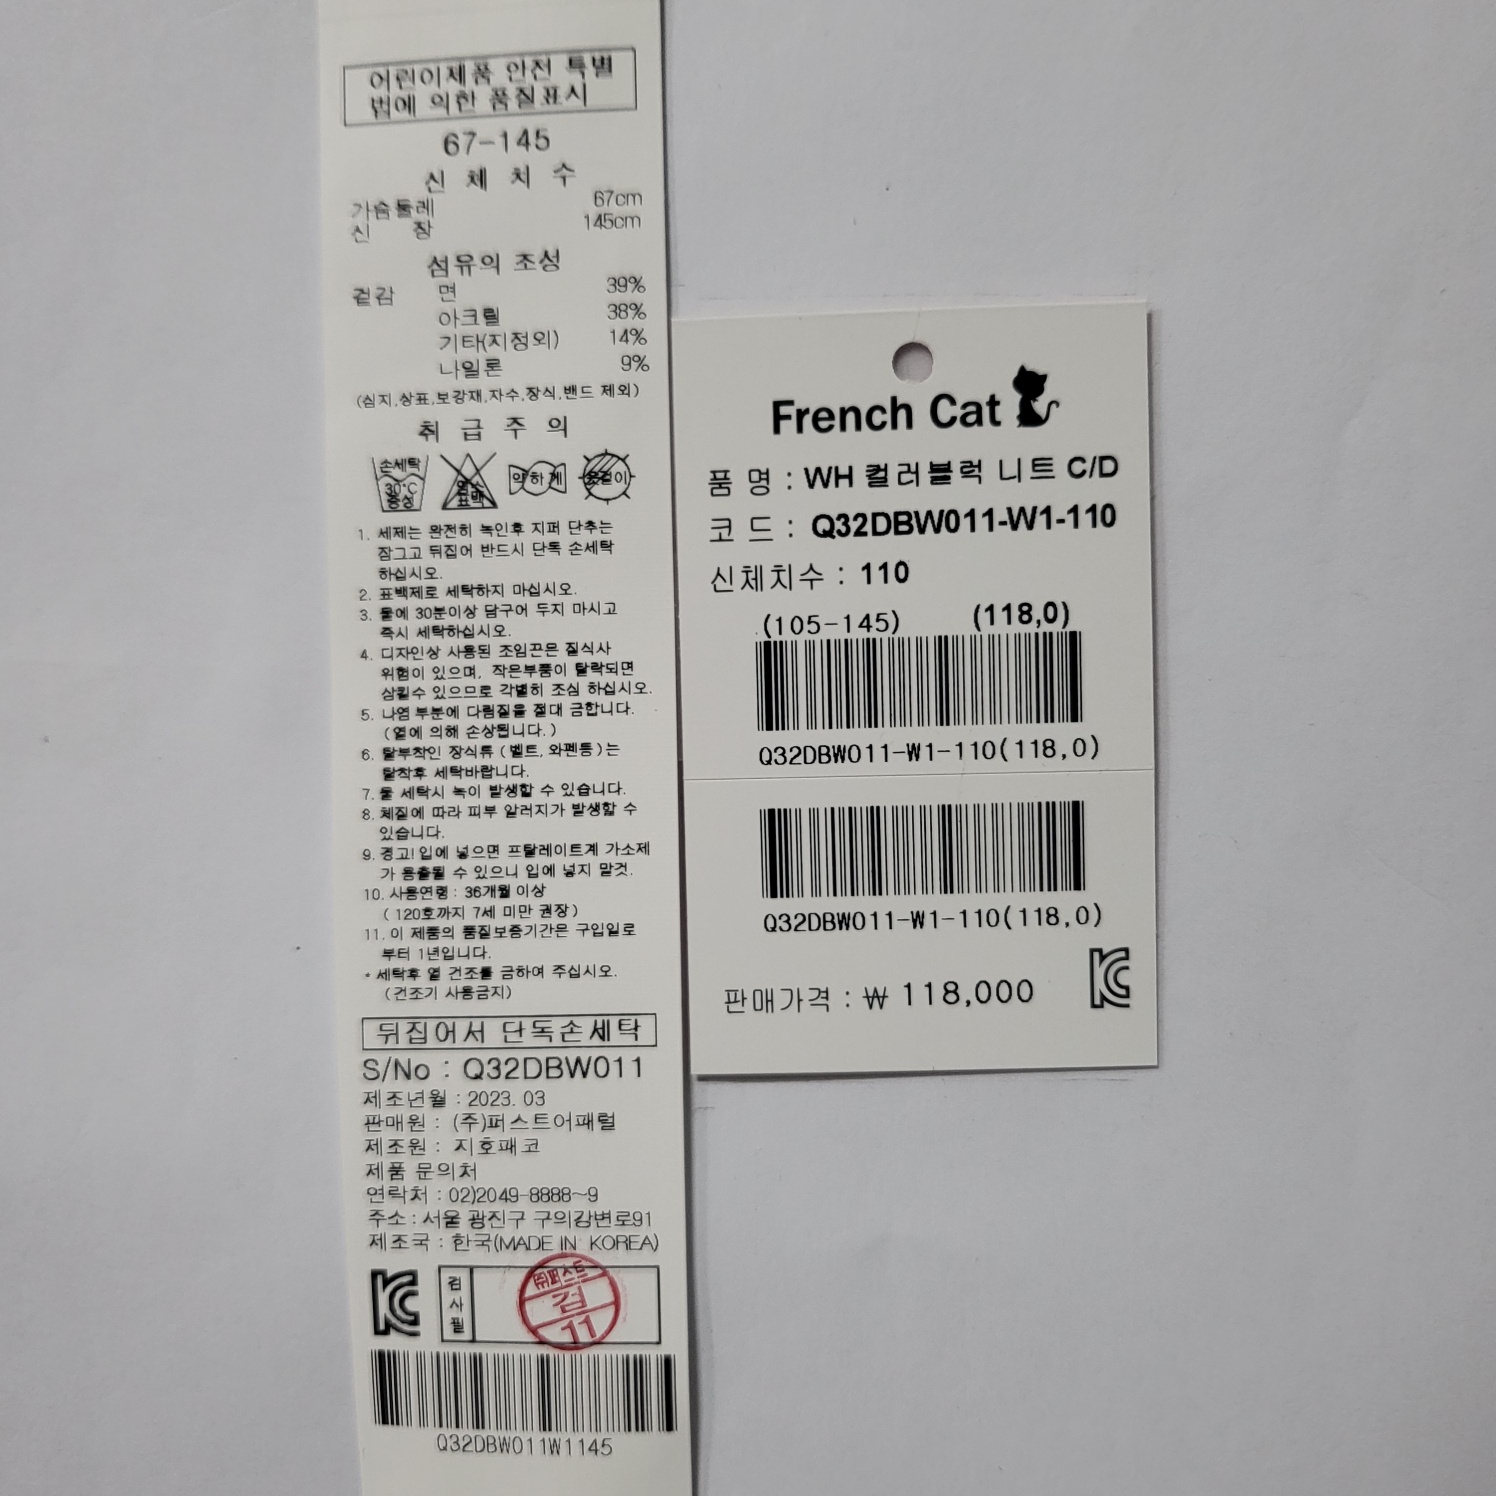 어린이제품 안전 특별
법에 의한 품질표시
67-145
신 체 치 수
가슴둘레 67cm
신 장 145cm
섬유의 조성
겉감 면 39%
아크릴 38%
기타(지정외) 14%
나일론 9%
(심지,상표,보강재,자수,장식,밴드 제외)
취 급 주 의
손세탁
30°C
중성
염소
표백
약하게
옷걸이
1. 세제는 완전히 녹인후 지퍼 단추는
잠그고 뒤집어 반드시 단독 손세탁
하십시오.
2. 표백제로 세탁하지 마십시오.
3. 물에 30분이상 담구어 두지 마시고
즉시 세탁하십시오.
4. 디자인상 사용된 조임끈은 질식사
위험이 있으며, 작은부품이 탈락되면
삼킬수 있으므로 각별히 조심 하십시오.
5. 나염 부분에 다림질을 절대 금합니다.
(열에 의해 손상됩니다.)
6. 탈부착인 장식류 (벨트, 와펜등)는
탈착후 세탁바랍니다.
7. 물 세탁시 녹이 발생할 수 있습니다.
8. 체질에 따라 피부 알러지가 발생할 수
있습니다.
9. 경고! 입에 넣으면 프탈레이트계 가소제
가 용출될 수 있으니 입에 넣지 말것.
10. 사용연령 : 36개월 이상
( 120호까지 7세 미만 권장 )
11. 이 제품의 품질보증기간은 구입일로
부터 1년입니다.
* 세탁후 열 건조를 금하여 주십시오.
(건조기 사용금지)
뒤집어서 단독손세탁
S/No : Q32DBW011
제조년월 : 2023. 03
판매원 : (주)퍼스트어패럴
제조원 : 지호패코
제품 문의처
연락처 : 02)2049-8888~9
주소 : 서울 광진구 구의강변로91
제조국 : 한국(MADE IN KOREA)
검사필
㈜퍼스트
검
11
Q32DBW011W1145
French Cat
품 명 : WH 컬러블럭 니트 C/D
코 드 : Q32DBW011-W1-110
신체치수 : 110
(105-145) (118,0)
Q32DBW011-W1-110(118,0)
Q32DBW011-W1-110(118,0)
판매가격 : ₩ 118,000